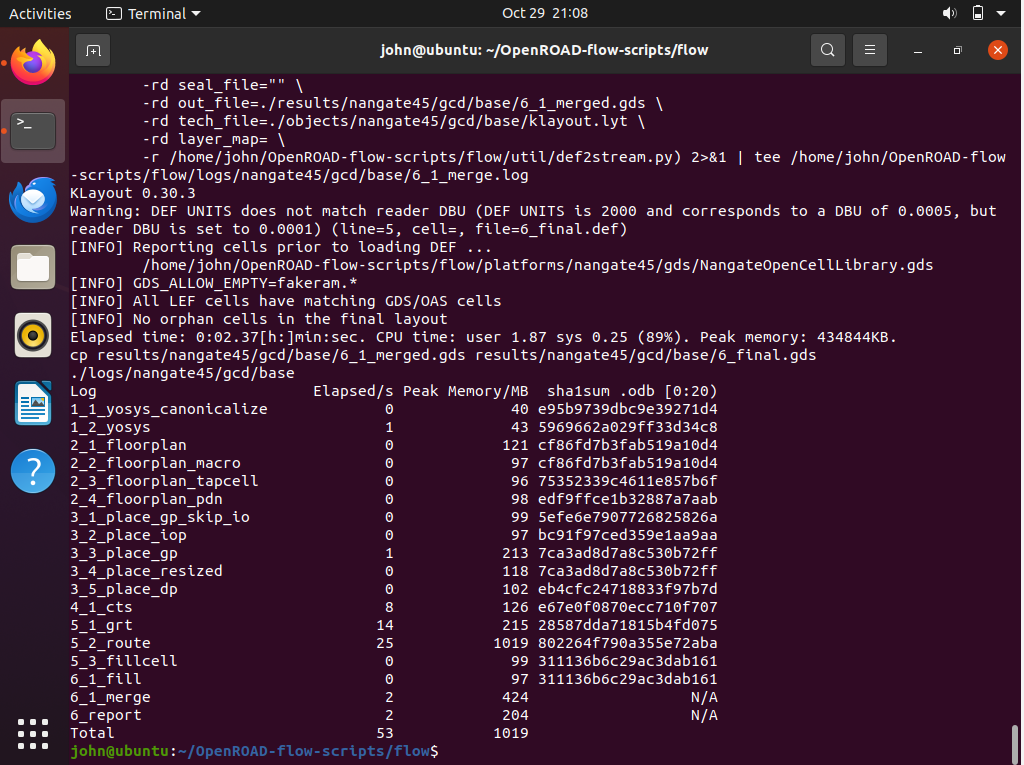 Activities Terminal Oct 29 21:08
john@ubuntu: ~/OpenROAD-flow-scripts/flow
-rd seal_file="" \
-rd out_file=./results/nangate45/gcd/base/6_1_merged.gds \
-rd tech_file=./objects/nangate45/gcd/base/klayout.lyt \
-rd layer_map= \
-r /home/john/OpenROAD-flow-scripts/flow/util/def2stream.py) 2>&1 | tee /home/john/OpenROAD-flow
-scripts/flow/logs/nangate45/gcd/base/6_1_merge.log
KLayout 0.30.3
Warning: DEF UNITS does not match reader DBU (DEF UNITS is 2000 and corresponds to a DBU of 0.0005, but
reader DBU is set to 0.0001) (line=5, cell=, file=6_final.def)
[INFO] Reporting cells prior to loading DEF ...
/home/john/OpenROAD-flow-scripts/flow/platforms/nangate45/gds/NangateOpenCellLibrary.gds
[INFO] GDS_ALLOW_EMPTY=fakeram.*
[INFO] All LEF cells have matching GDS/OAS cells
[INFO] No orphan cells in the final layout
Elapsed time: 0:02.37[h:]min:sec. CPU time: user 1.87 sys 0.25 (89%). Peak memory: 434844KB.
cp results/nangate45/gcd/base/6_1_merged.gds results/nangate45/gcd/base/6_final.gds
./logs/nangate45/gcd/base
Log Elapsed/s Peak Memory/MB sha1sum .odb [0:20)
1_1_yosys_canonicalize 0 40 e95b9739dbc9e39271d4
1_2_yosys 1 43 5969662a029ff33d34c8
2_1_floorplan 0 121 cf86fd7b3fab519a10d4
2_2_floorplan_macro 0 97 cf86fd7b3fab519a10d4
2_3_floorplan_tapcell 0 96 75352339c4611e857b6f
2_4_floorplan_pdn 0 98 edf9ffce1b32887a7aab
3_1_place_gp_skip_io 0 99 5efe6e7907726825826a
3_2_place_iop 0 97 bc91f97ced359e1aa9aa
3_3_place_gp 1 213 7ca3ad8d7a8c530b72ff
3_4_place_resized 0 118 7ca3ad8d7a8c530b72ff
3_5_place_dp 0 102 eb4cfc24718833f97b7d
4_1_cts 8 126 e67e0f0870ecc710f707
5_1_grt 14 215 28587dda71815b4fd075
5_2_route 25 1019 802264f790a355e72aba
5_3_fillcell 0 99 311136b6c29ac3dab161
6_1_fill 0 97 311136b6c29ac3dab161
6_1_merge 2 424 N/A
6_report 2 204 N/A
Total 53 1019
john@ubuntu:~/OpenROAD-flow-scripts/flow$